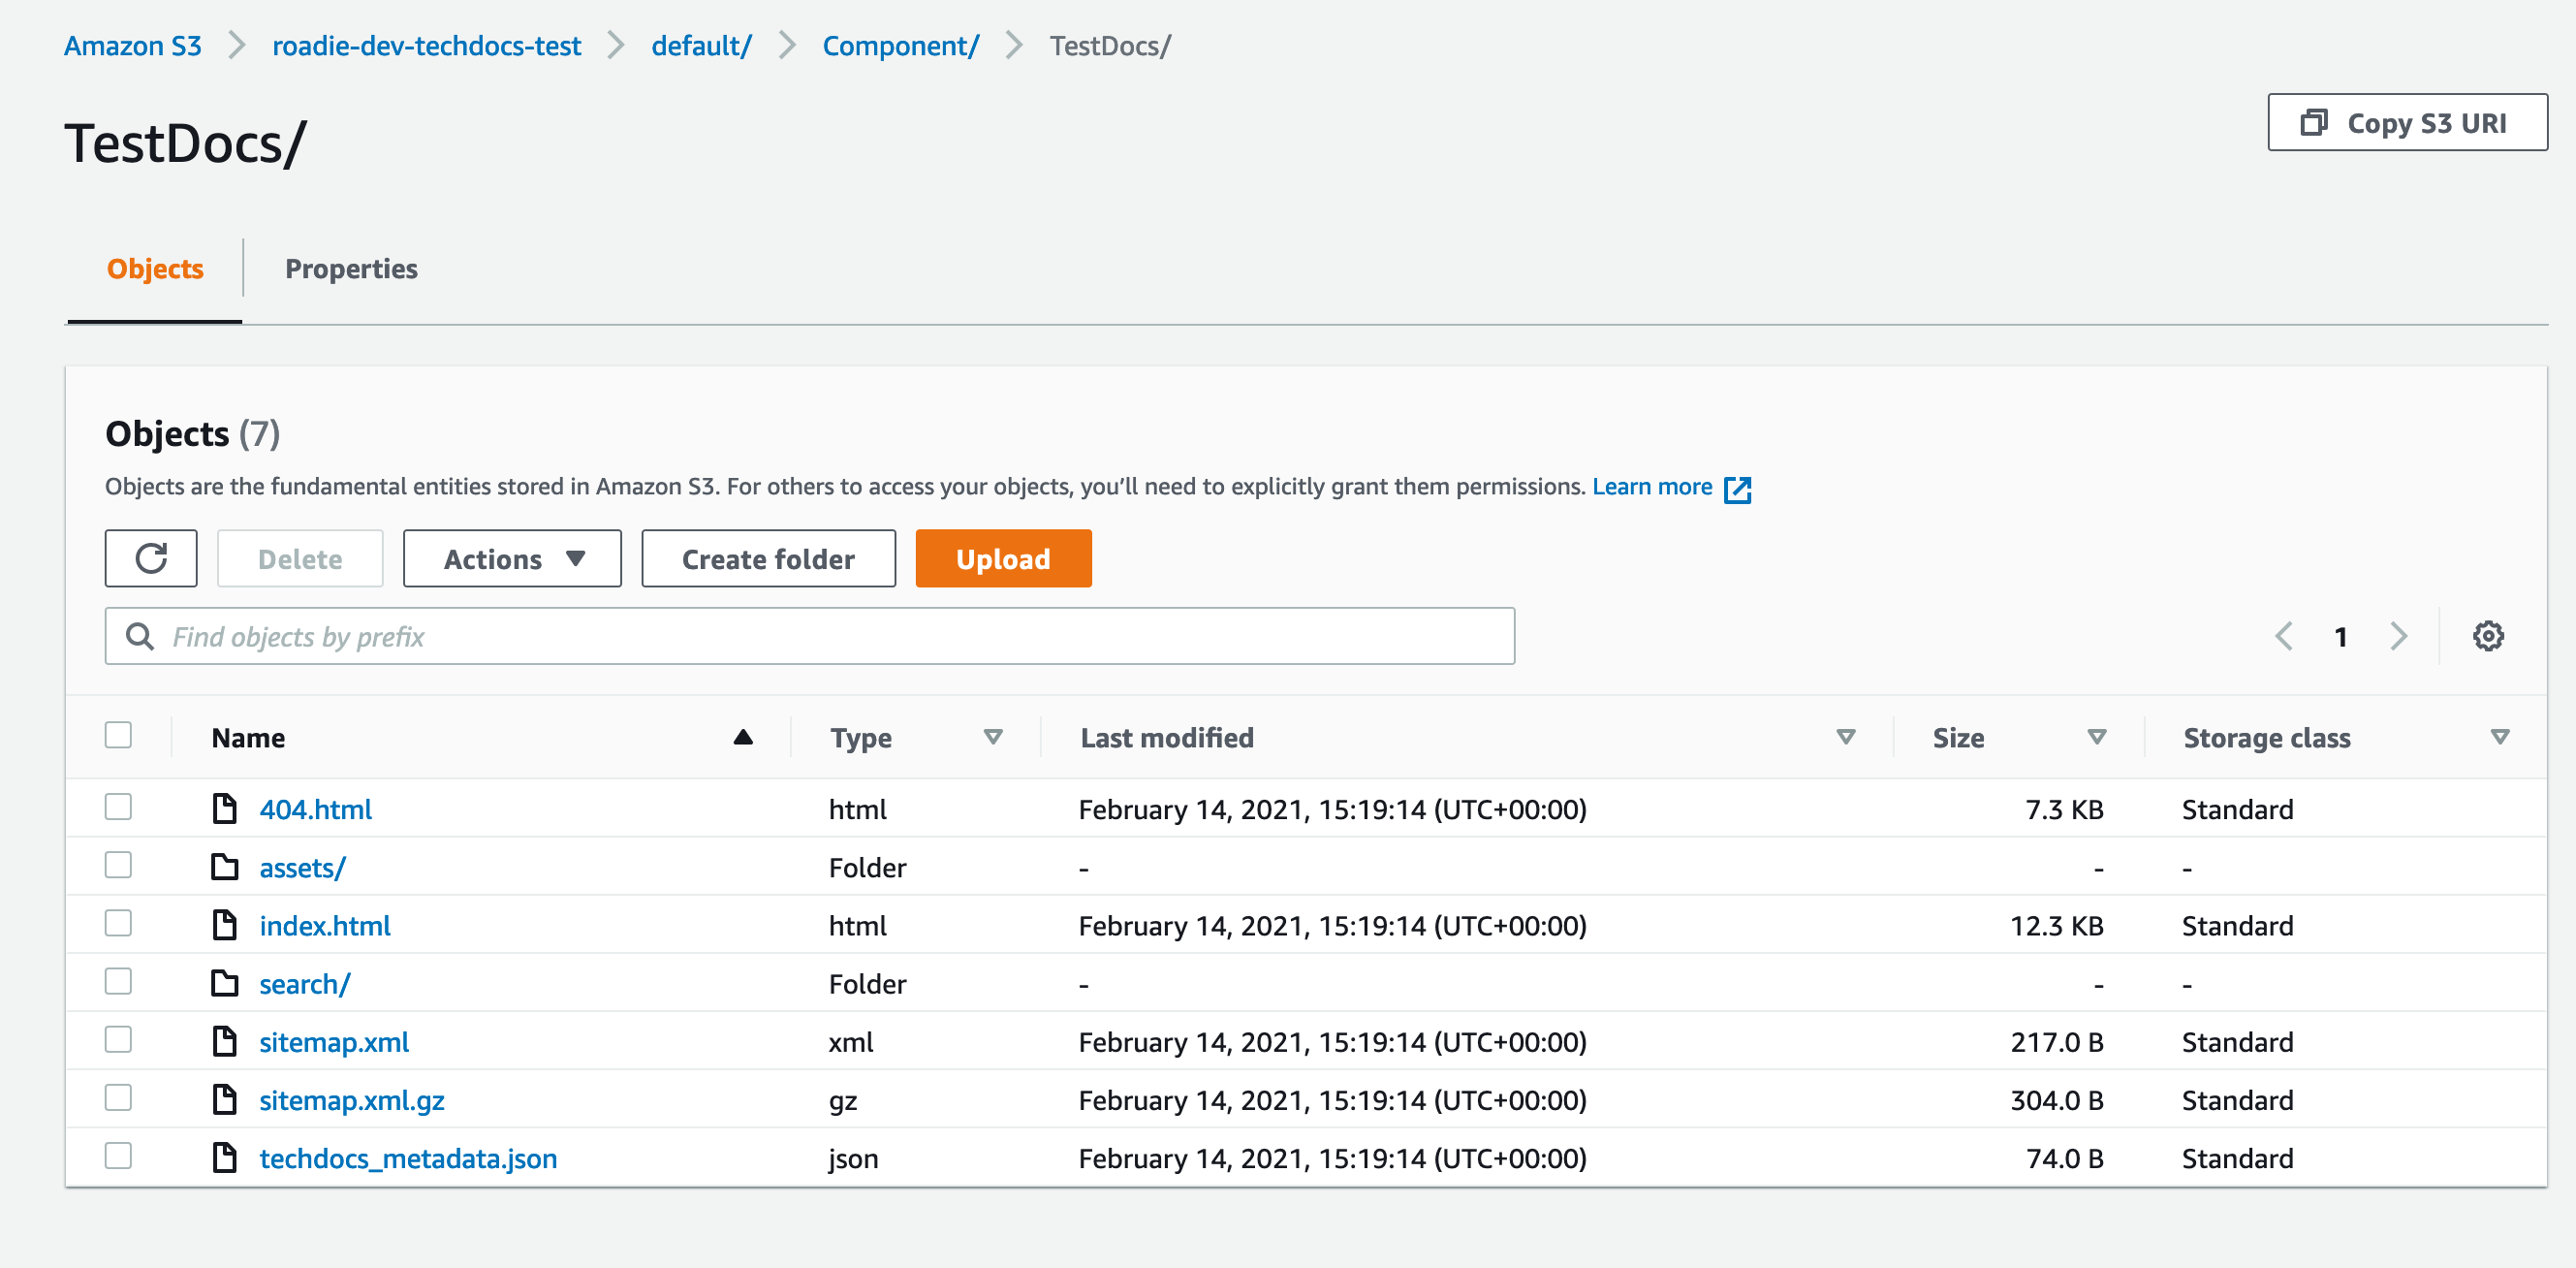 Amazon S3 > roadie-dev-techdocs-test > default/ > Component/ > TestDocs/
TestDocs/
Copy S3 URI
Objects
Properties
Objects (7)
Objects are the fundamental entities stored in Amazon S3. For others to access your objects, you’ll need to explicitly grant them permissions. Learn more
Delete
Actions
Create folder
Upload
Find objects by prefix
1
Name Type Last modified Size Storage class
404.html html February 14, 2021, 15:19:14 (UTC+00:00) 7.3 KB Standard
assets/ Folder - - -
index.html html February 14, 2021, 15:19:14 (UTC+00:00) 12.3 KB Standard
search/ Folder - - -
sitemap.xml xml February 14, 2021, 15:19:14 (UTC+00:00) 217.0 B Standard
sitemap.xml.gz gz February 14, 2021, 15:19:14 (UTC+00:00) 304.0 B Standard
techdocs_metadata.json json February 14, 2021, 15:19:14 (UTC+00:00) 74.0 B Standard